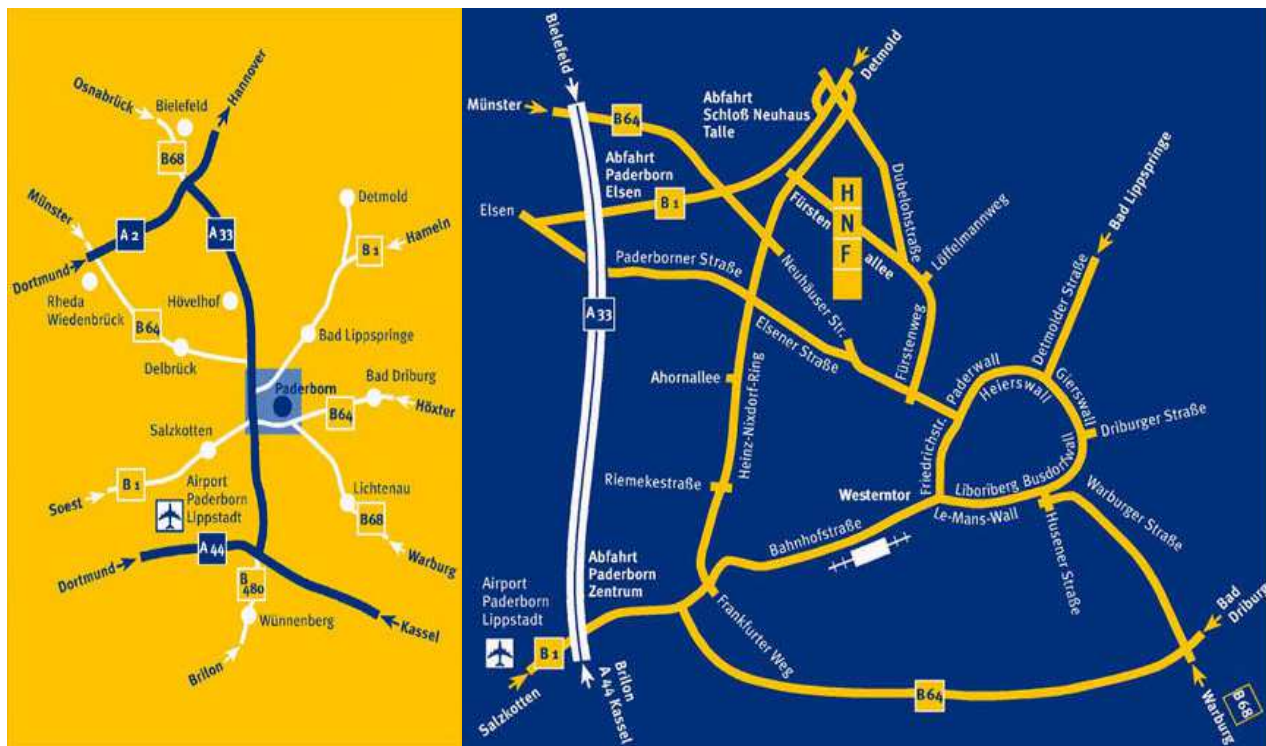 Osnabrück
Bielefeld
Hannover
B68
Münster
Detmold
A 2
A 33
B 1
Hameln
Dortmund
Rheda
Wiedenbrück
Hövelhof
B 64
Delbrück
Bad Lippspringe
Paderborn
Bad Driburg
B64
Höxter
Salzkotten
B 1
Soest
Airport
Paderborn
Lippstadt
Lichtenau
B68
Warburg
Dortmund
A 44
B
480
Wünnenberg
Kassel
Brilon
Bielefeld
Münster
B 64
Abfahrt
Schloß Neuhaus
Talle
Detmold
Abfahrt
Paderborn
Elsen
B 1
Elsen
Fürsten
allee
H
N
F
Dubelohstraße
Löffelmannweg
Bad Lippspringe
Paderborner Straße
Neuhäuser Str.
A 33
Elsener Straße
Fürstenweg
Detmolder Straße
Ahornallee
Heinz-Nixdorf-Ring
Paderwall
Heierswall
Gierswall
Driburger Straße
Friedrichstr.
Riemekestraße
Westerntor
Liboriberg
Busdorfwall
Le-Mans-Wall
Warburger Straße
Husener Straße
Bahnhofstraße
Abfahrt
Paderborn
Zentrum
Airport
Paderborn
Lippstadt
B 1
Salzkotten
Brilon
A 44 Kassel
Frankfurter Weg
B64
Bad
Driburg
Warburg
B68